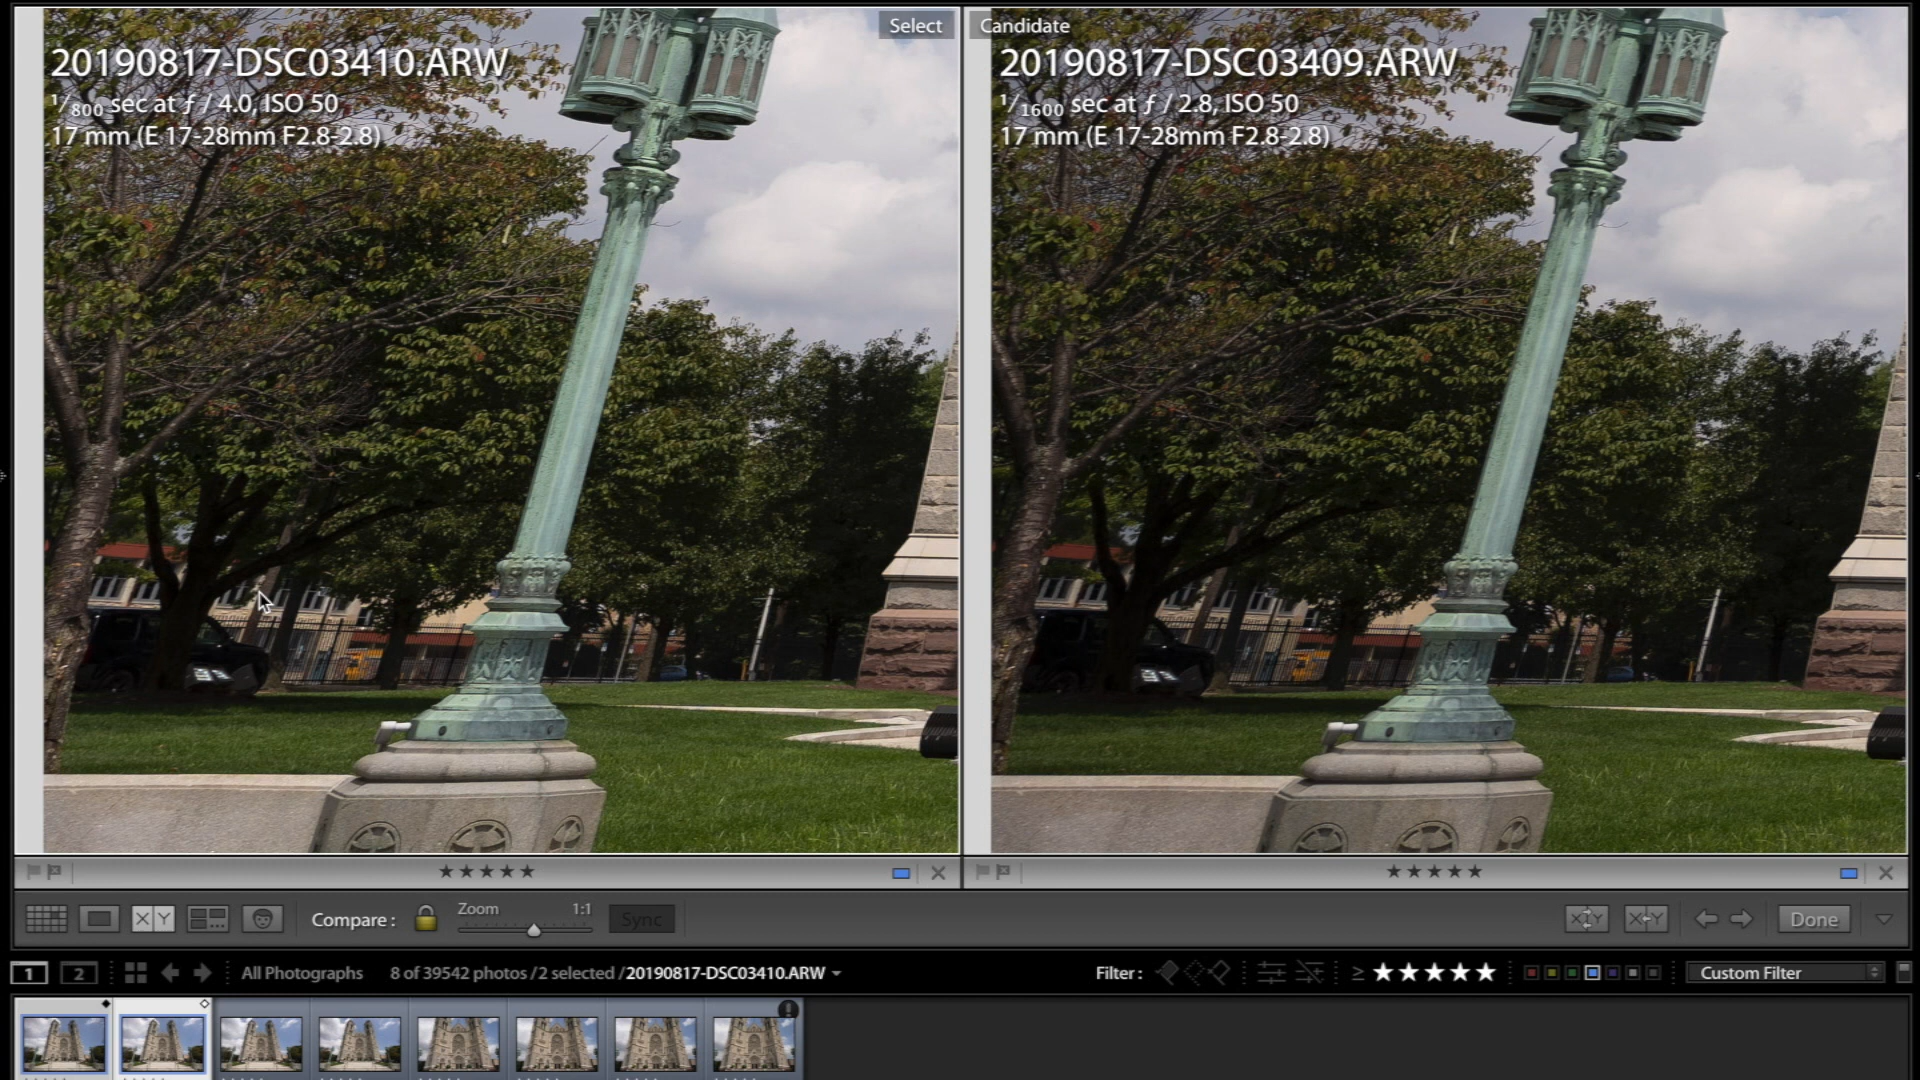 Select
20190817-DSC03410.ARW
1/800 sec at ƒ / 4.0, ISO 50
17 mm (E 17-28mm F2.8-2.8)
Candidate
20190817-DSC03409.ARW
1/1600 sec at ƒ / 2.8, ISO 50
17 mm (E 17-28mm F2.8-2.8)
X Y Compare : Zoom 1:1 Sync X Y X Y Done
1 2 All Photographs 8 of 39542 photos / 2 selected / 20190817-DSC03410.ARW Filter : ≥ ★★★★★ Custom Filter